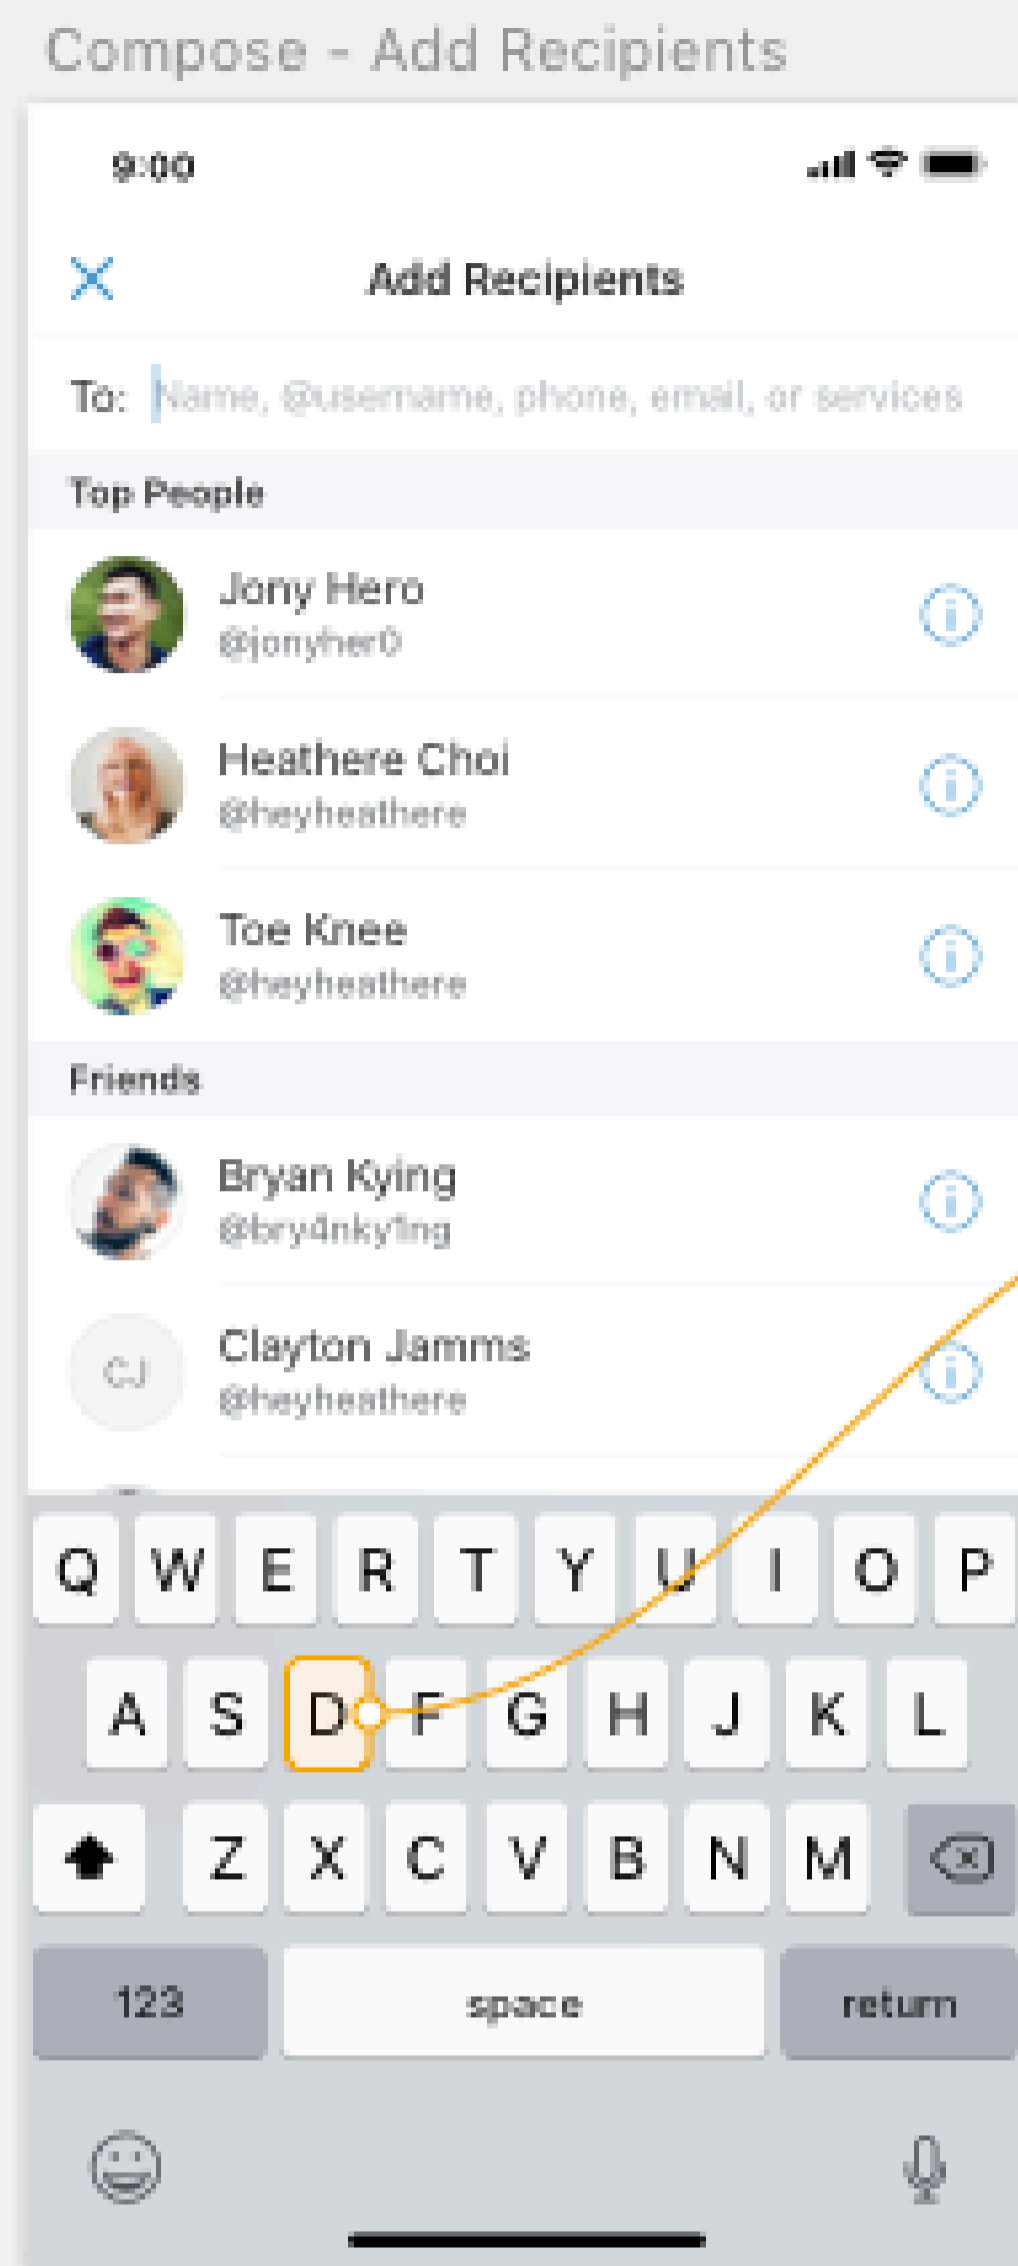 Compose - Add Recipients
9:00
Add Recipients
To: Name, @username, phone, email, or services
Top People
Jony Hero
@jonyher0
Heathere Choi
@heyheathere
Toe Knee
@heyheathere
Friends
Bryan Kying
@bry4nky1ng
CJ
Clayton Jamms
@heyheathere
Q W E R T Y U I O P
A S D F G H J K L
Z X C V B N M
123 space return